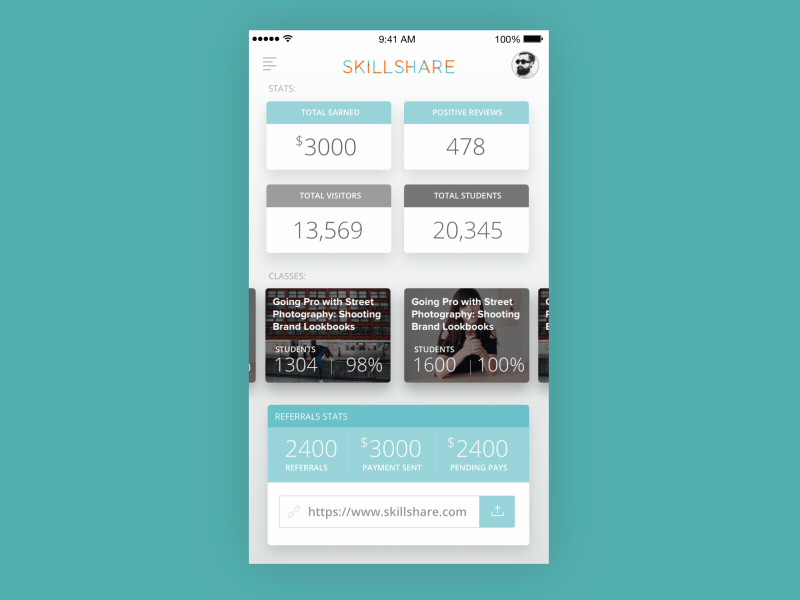 9:41 AM
100%
SKILLSHARE
STATS:
TOTAL EARNED
$3000
POSITIVE REVIEWS
478
TOTAL VISITORS
13,569
TOTAL STUDENTS
20,345
CLASSES:
Going Pro with Street
Photography: Shooting
Brand Lookbooks
STUDENTS
1304 | 98%
Going Pro with Street
Photography: Shooting
Brand Lookbooks
STUDENTS
1600 | 100%
REFERRALS STATS
2400
REFERRALS
$3000
PAYMENT SENT
$2400
PENDING PAYS
https://www.skillshare.com